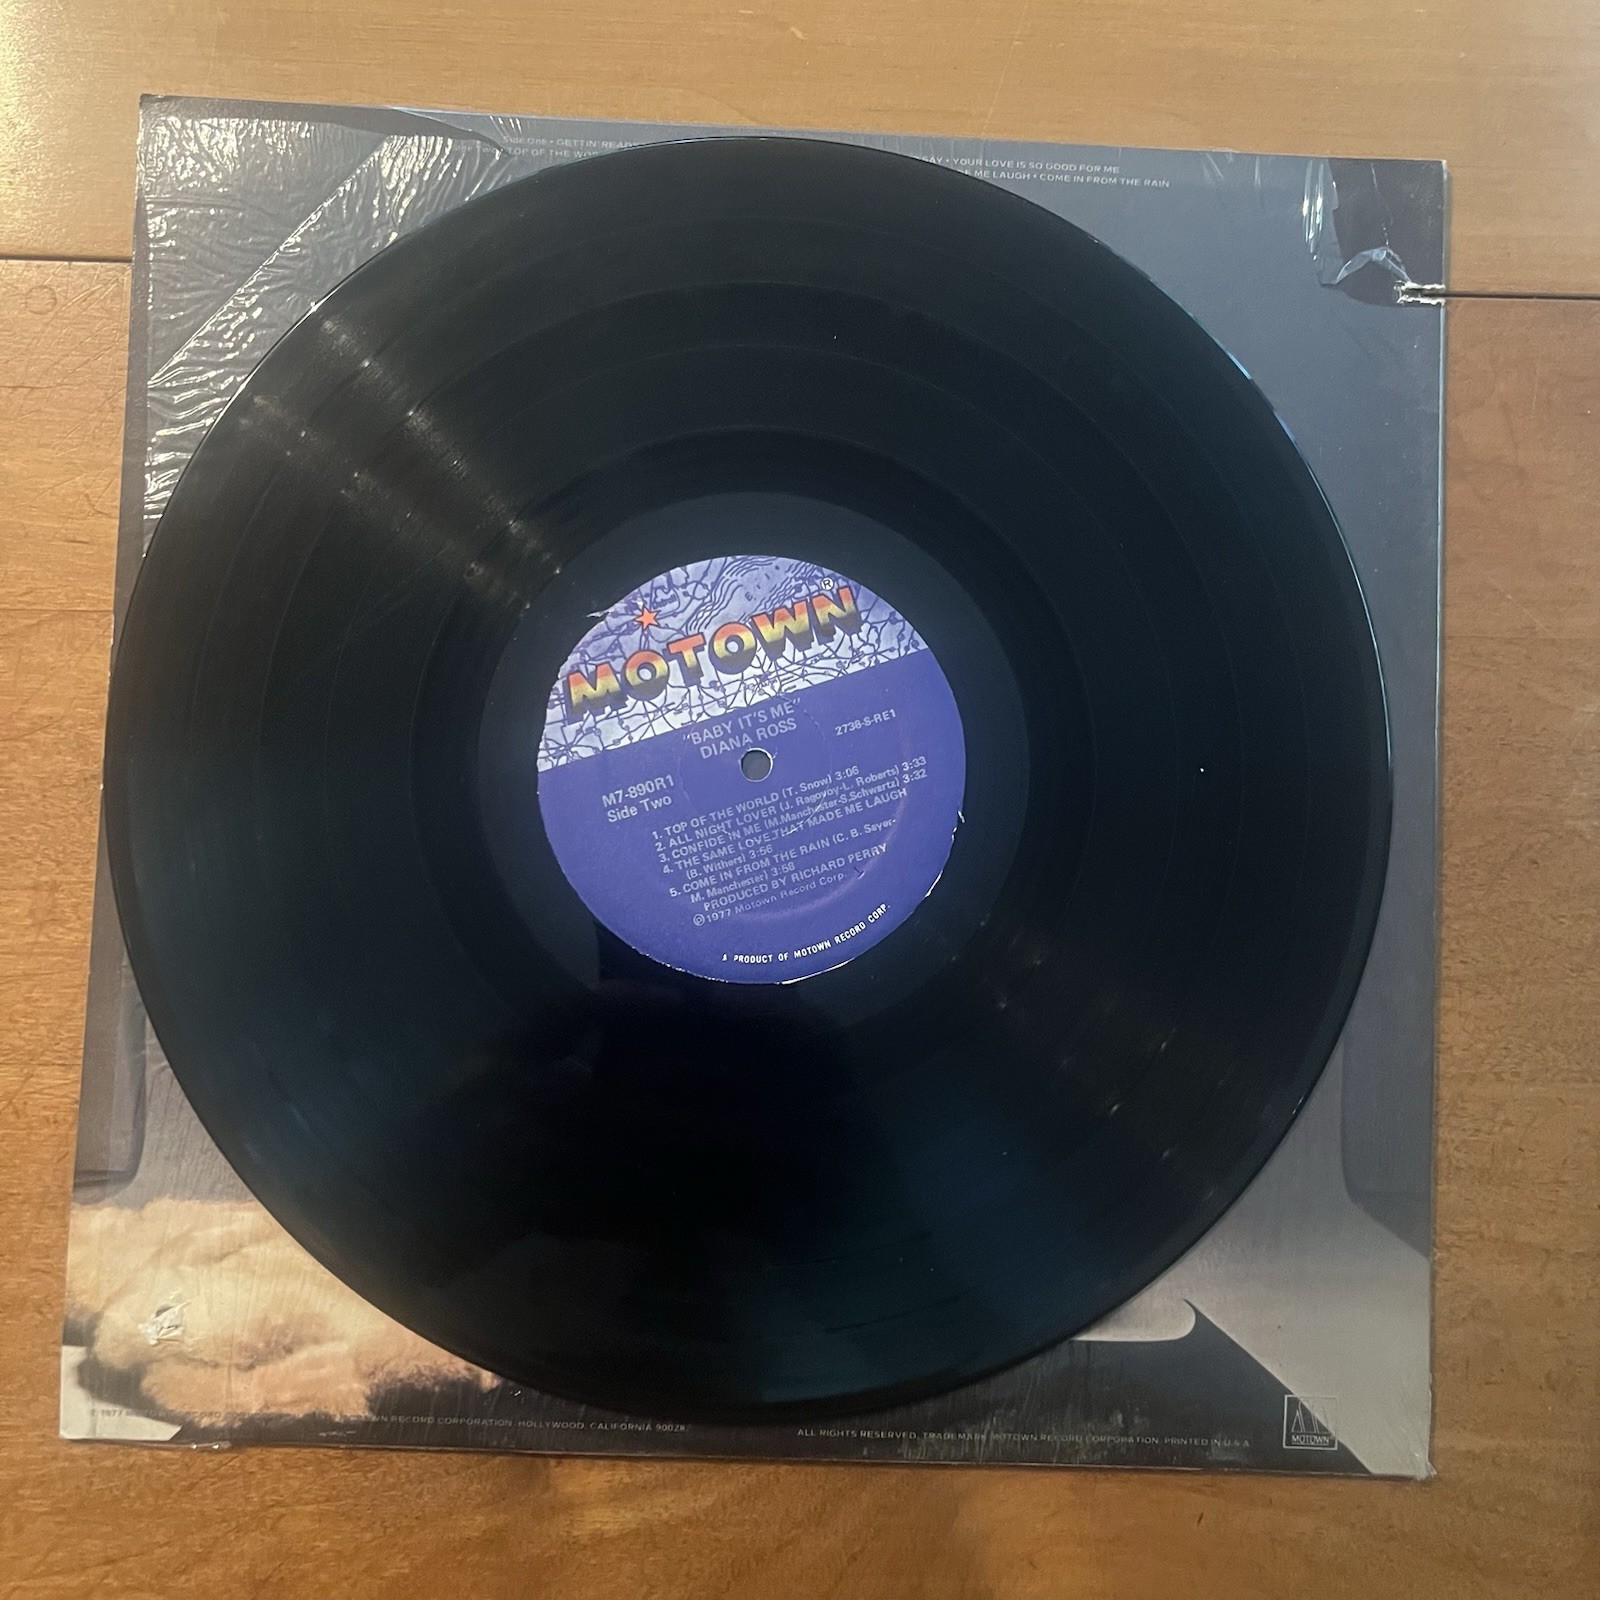 Side One • GETTIN' READY
SAY • YOUR LOVE IS SO GOOD FOR ME
TOP OF THE WOR
E ME LAUGH • COME IN FROM THE RAIN
MOTOWN®
"BABY IT'S ME"
DIANA ROSS
2738-S-RE1
M7-890R1
Side Two
1. TOP OF THE WORLD (T. Snow) 3:06
2. ALL NIGHT LOVER (J. Ragovoy-L. Roberts) 3:33
3. CONFIDE IN ME (M.Manchester-S.Schwartz) 3:32
4. THE SAME LOVE THAT MADE ME LAUGH
(B. Withers) 3:56
5. COME IN FROM THE RAIN (C. B. Sayer-
M. Manchester) 3:58
PRODUCED BY RICHARD PERRY
©1977 Motown Record Corp.
A PRODUCT OF MOTOWN RECORD CORP.
1977
WN RECORD CORPORATION. HOLLYWOOD, CALIFORNIA 90028.
ALL RIGHTS RESERVED, TRADEMARK MOTOWN RECORD CORPORATION. PRINTED IN U.S.A.
MOTOWN